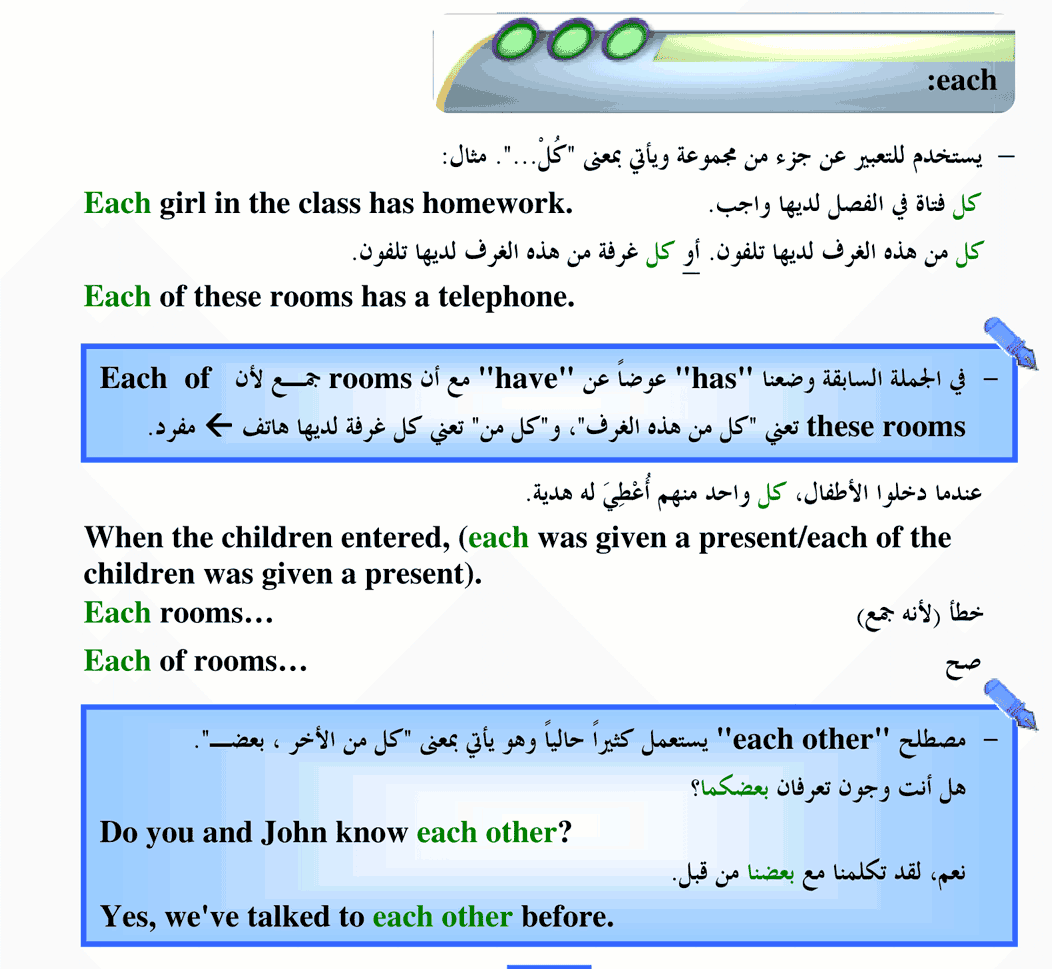 each:
– يستخدم للتعبير عن جزء من مجموعة ويأتي بمعنى "كُلْ...". مثال:
كل فتاة في الفصل لديها واجب. Each girl in the class has homework.
كل من هذه الغرف لديها تلفون. أو كل غرفة من هذه الغرف لديها تلفون.
Each of these rooms has a telephone.
– في الجملة السابقة وضعنا "has" عوضاً عن "have" مع أن rooms جمـــع لأن Each of
these rooms تعني "كل من هذه الغرف"، و"كل من" تعني كل غرفة لديها هاتف ← مفرد.
عندما دخلوا الأطفال، كل واحد منهم أُعْطِيَ له هدية.
When the children entered, (each was given a present/each of the
children was given a present).
Each rooms… خطأ (لأنه جمع)
Each of rooms… صح
– مصطلح "each other" يستعمل كثيراً حالياً وهو يأتي بمعنى "كل من الأخر ، بعضـــ".
هل أنت وجون تعرفان بعضكما؟
Do you and John know each other?
نعم، لقد تكلمنا مع بعضنا من قبل.
Yes, we've talked to each other before.